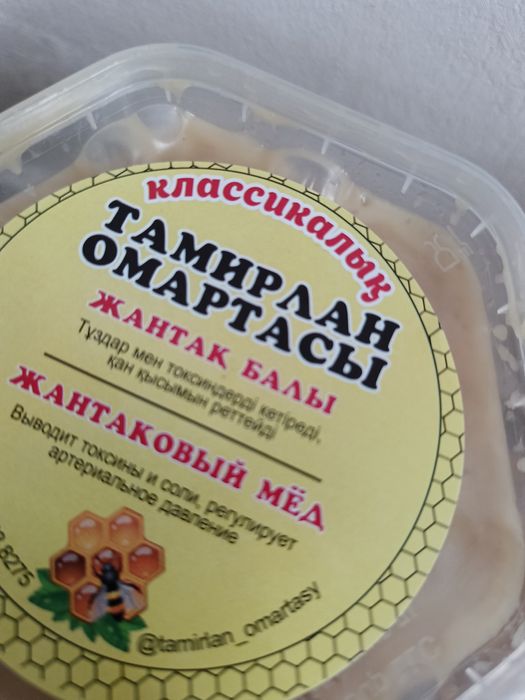 классикалық
ТАМИРЛАН
ОМАРТАСЫ
ЖАНТАК БАЛЫ
Тұздар мен токсиндерді кетіреді,
қан қысымын реттейді
ЖАНТАКОВЫЙ МЁД
Выводит токсины и соли, регулирует
артериальное давление
8275
@tamirlan_omartasy